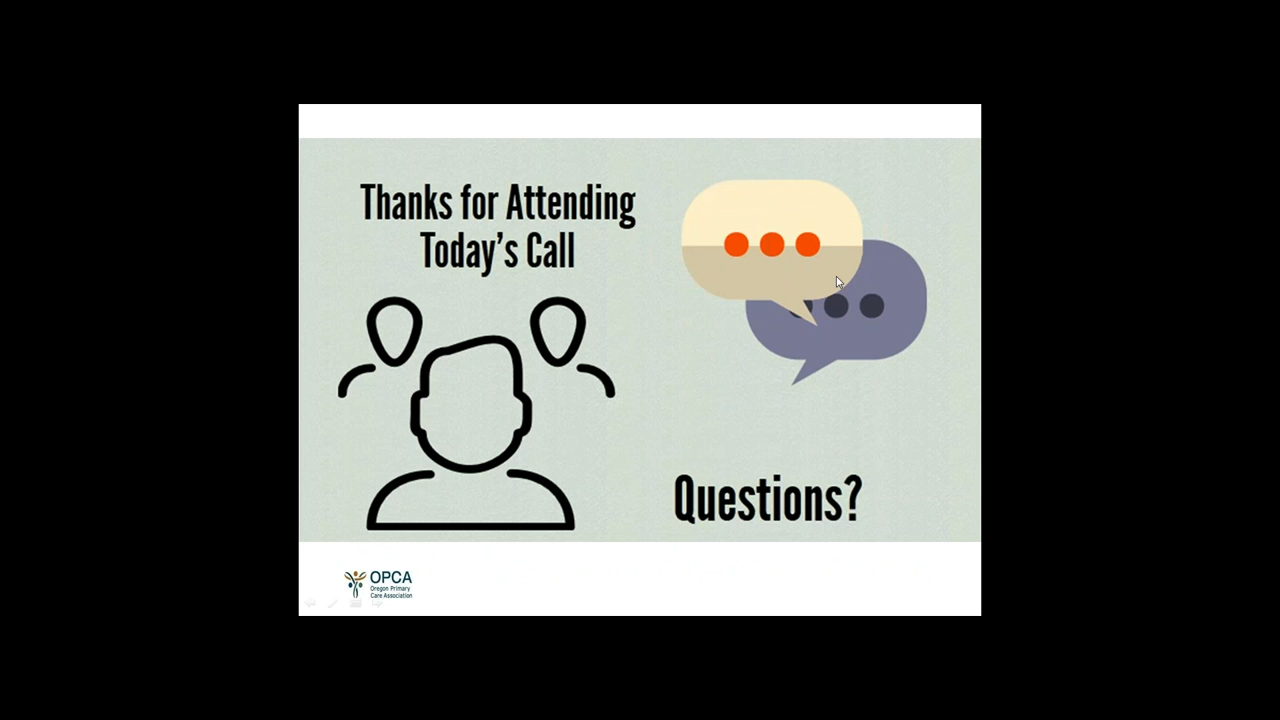 Thanks for Attending
Today's Call
Questions?
OPCA
Oregon Primary
Care Association